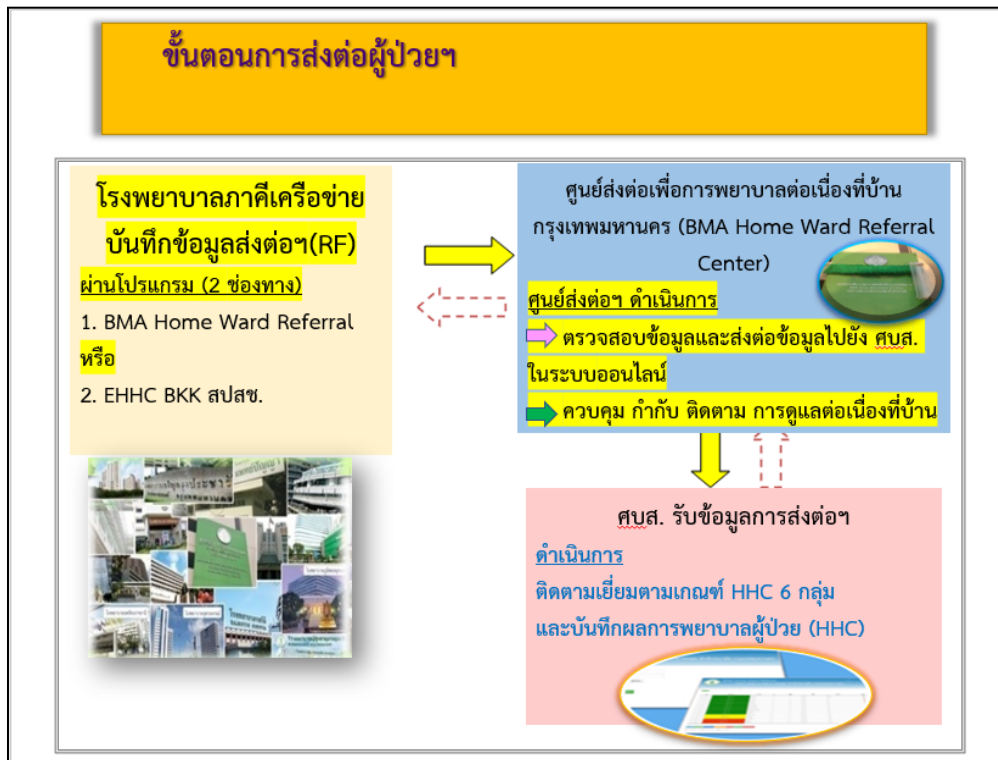 ขั้นตอนการส่งต่อผู้ป่วยฯ
โรงพยาบาลภาคีเครือข่าย
บันทึกข้อมูลส่งต่อฯ(RF)
ผ่านโปรแกรม (2 ช่องทาง)
1. BMA Home Ward Referral
หรือ
2. EHHC BKK สปสช.
ศูนย์ส่งต่อเพื่อการพยาบาลต่อเนื่องที่บ้าน
กรุงเทพมหานคร (BMA Home Ward Referral
Center)
ศูนย์ส่งต่อฯ ดำเนินการ
ตรวจสอบข้อมูลและส่งต่อข้อมูลไปยัง ศบส.
ในระบบออนไลน์
ควบคุม กำกับ ติดตาม การดูแลต่อเนื่องที่บ้าน
ศบส. รับข้อมูลการส่งต่อฯ
ดำเนินการ
ติดตามเยี่ยมตามเกณฑ์ HHC 6 กลุ่ม
และบันทึกผลการพยาบาลผู้ป่วย (HHC)